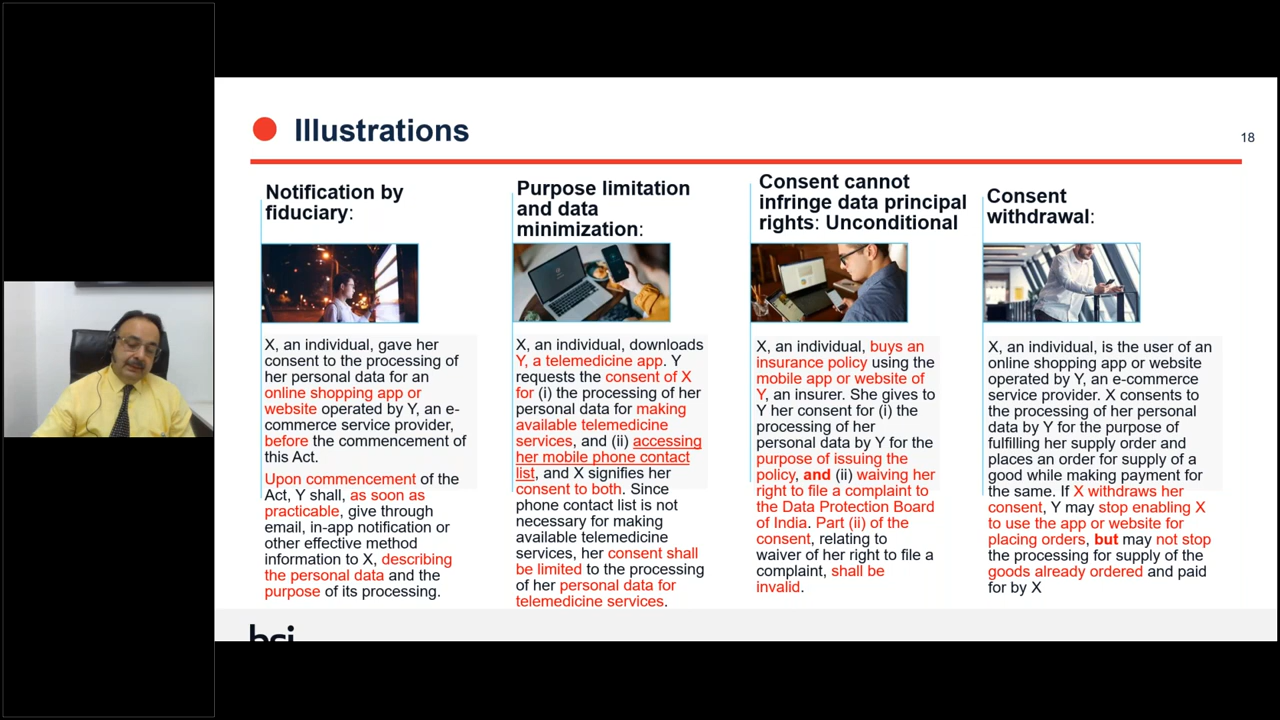 Illustrations
18
Notification by
fiduciary:
X, an individual, gave her
consent to the processing of
her personal data for an
online shopping app or
website operated by Y, an e-
commerce service provider,
before the commencement of
this Act.
Upon commencement of the
Act, Y shall, as soon as
practicable, give through
email, in-app notification or
other effective method
information to X, describing
the personal data and the
purpose of its processing.
Purpose limitation
and data
minimization:
X, an individual, downloads
Y, a telemedicine app. Y
requests the consent of X
for (i) the processing of her
personal data for making
available telemedicine
services, and (ii) accessing
her mobile phone contact
list, and X signifies her
consent to both. Since
phone contact list is not
necessary for making
available telemedicine
services, her consent shall
be limited to the processing
of her personal data for
telemedicine services.
Consent cannot
infringe data principal
rights: Unconditional
X, an individual, buys an
insurance policy using the
mobile app or website of
Y, an insurer. She gives to
Y her consent for (i) the
processing of her
personal data by Y for the
purpose of issuing the
policy, and (ii) waiving her
right to file a complaint to
the Data Protection Board
of India. Part (ii) of the
consent, relating to
waiver of her right to file a
complaint, shall be
invalid.
Consent
withdrawal:
X, an individual, is the user of an
online shopping app or website
operated by Y, an e-commerce
service provider. X consents to
the processing of her personal
data by Y for the purpose of
fulfilling her supply order and
places an order for supply of a
good while making payment for
the same. If X withdraws her
consent, Y may stop enabling X
to use the app or website for
placing orders, but may not stop
the processing for supply of the
goods already ordered and paid
for by X
bsi